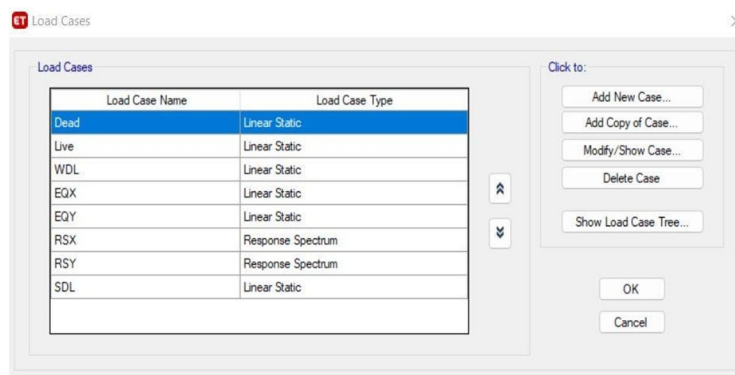 ET Load Cases
Load Cases
Load Case Name Load Case Type
Dead Linear Static
Live Linear Static
WDL Linear Static
EQX Linear Static
EQY Linear Static
RSX Response Spectrum
RSY Response Spectrum
SDL Linear Static
Click to:
Add New Case...
Add Copy of Case...
Modify/Show Case...
Delete Case
Show Load Case Tree...
OK
Cancel